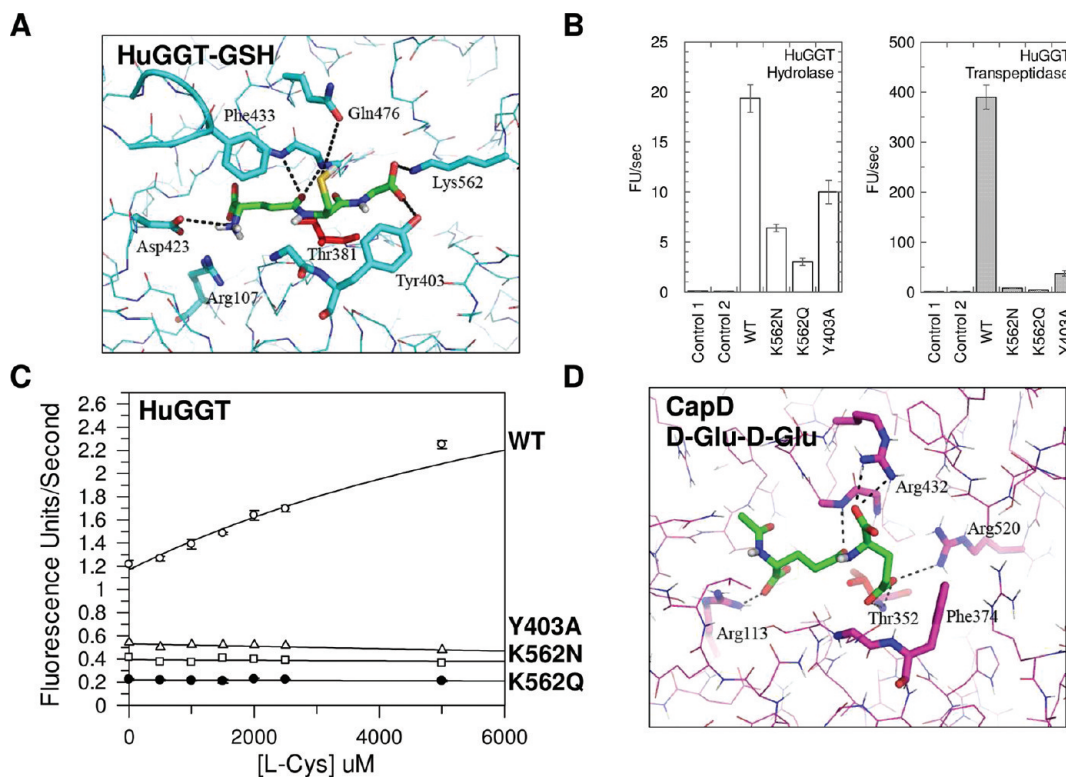 A
HuGGT-GSH
Phe433
Gln476
Lys562
Asp423
Thr381
Arg107
Tyr403
B
25
20
15
10
5
0
FU/sec
HuGGT
Hydrolase
Control 1
Control 2
WT
K562N
K562Q
Y403A
500
400
300
200
100
0
FU/sec
HuGGT
Transpeptidase
Control 1
Control 2
WT
K562N
K562Q
Y403A
C
HuGGT
2.6
2.4
2.2
2
1.8
1.6
1.4
1.2
1
0.8
0.6
0.4
0.2
0
Fluorescence Units/Second
WT
Y403A
K562N
K562Q
0 2000 4000 6000
[L-Cys] uM
D
CapD
D-Glu-D-Glu
Arg432
Arg520
Arg113
Thr352
Phe374